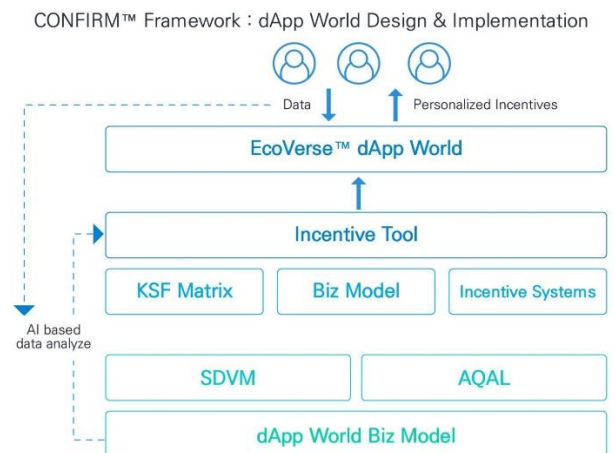 CONFIRM™ Framework : dApp World Design & Implementation
Data
Personalized Incentives
EcoVerse™ dApp World
Incentive Tool
KSF Matrix
Biz Model
Incentive Systems
AI based
data analyze
SDVM
AQAL
dApp World Biz Model